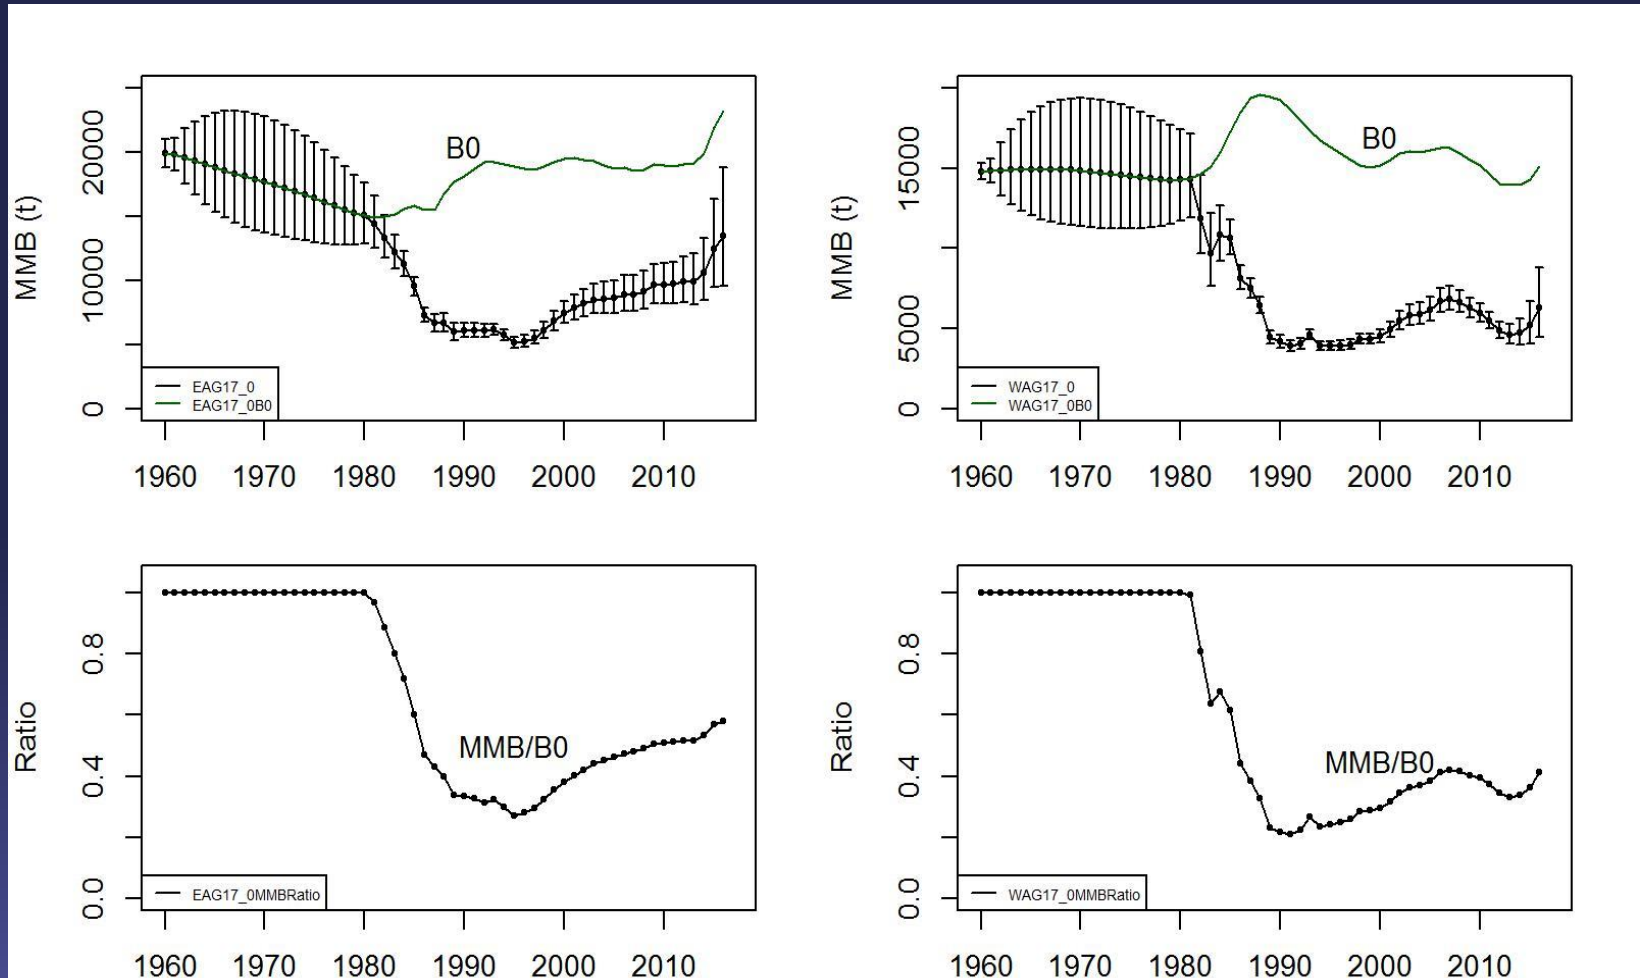 MMB (t)
0 10000 20000
B0
EAG17_0
EAG17_0B0
1960 1970 1980 1990 2000 2010
MMB (t)
0 5000 15000
B0
WAG17_0
WAG17_0B0
1960 1970 1980 1990 2000 2010
Ratio
0.0 0.4 0.8
MMB/B0
EAG17_0MMBRatio
1960 1970 1980 1990 2000 2010
Ratio
0.0 0.4 0.8
MMB/B0
WAG17_0MMBRatio
1960 1970 1980 1990 2000 2010